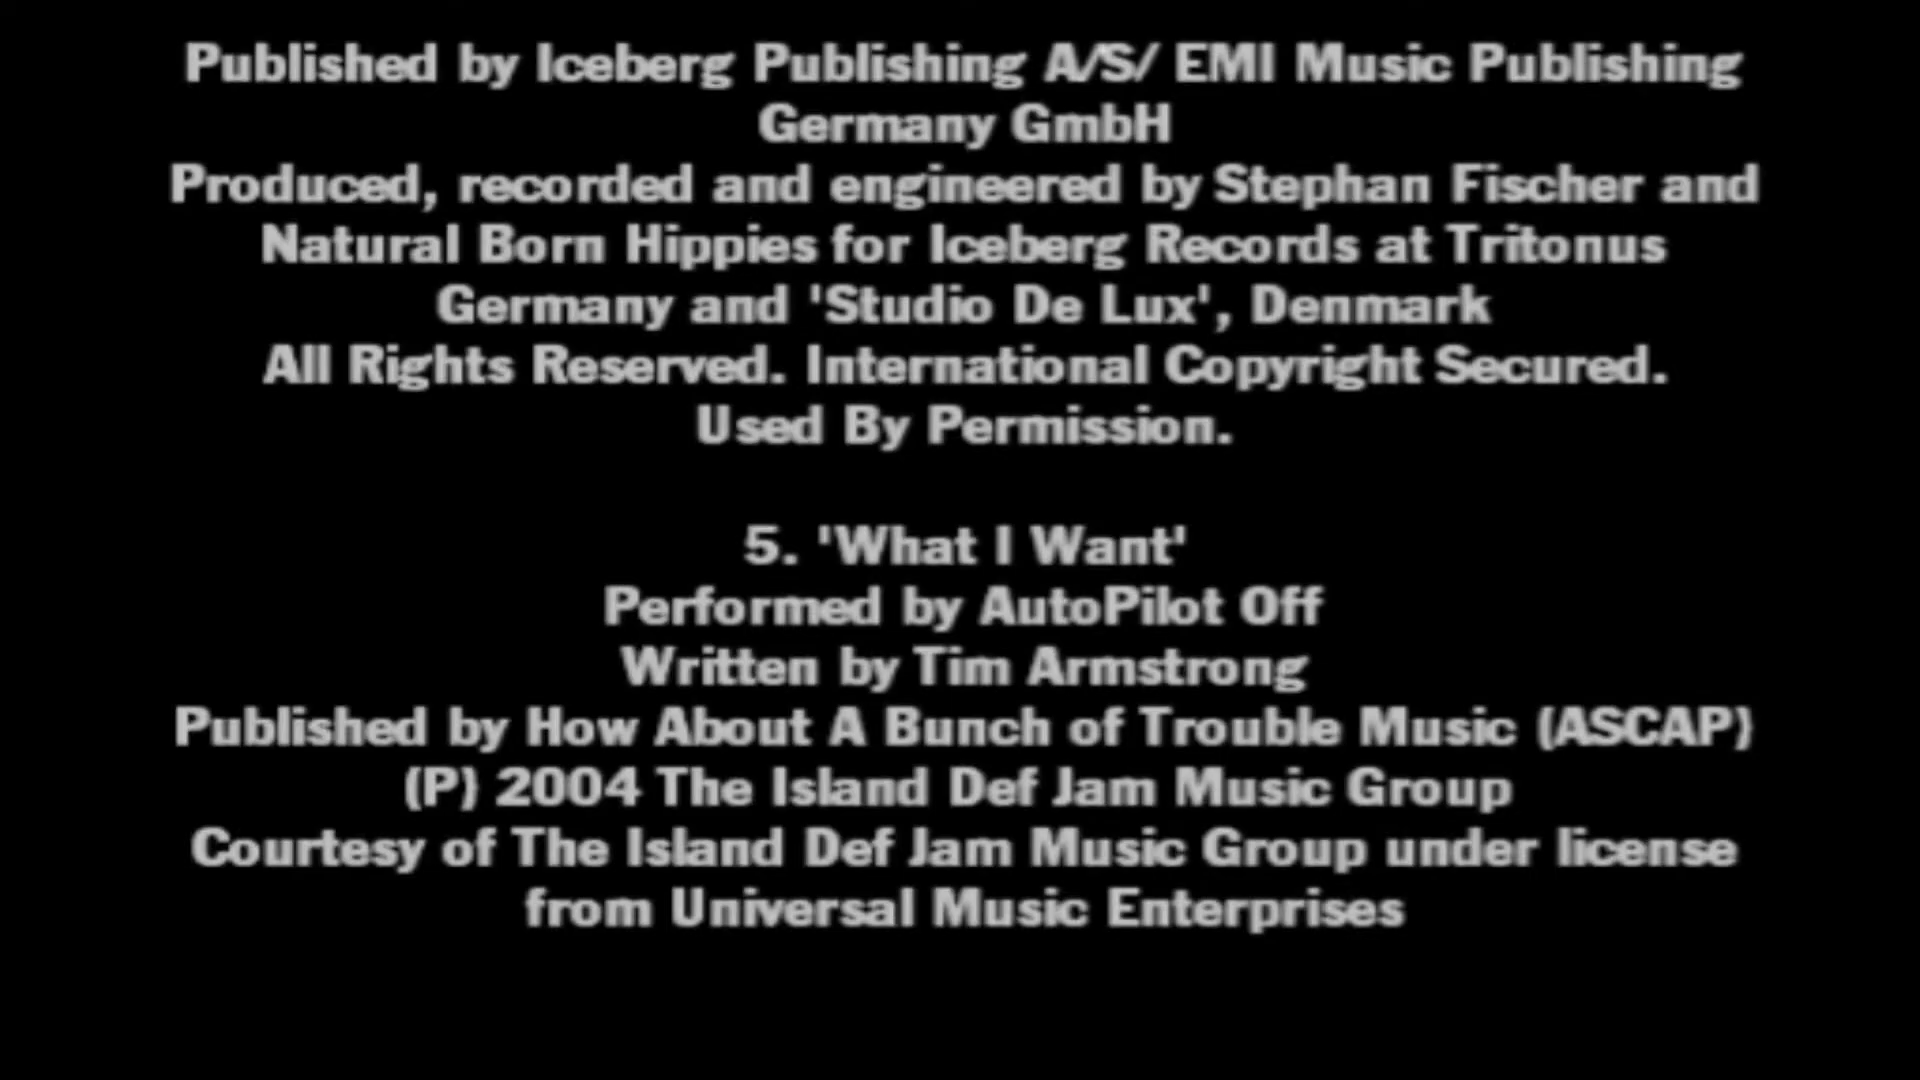 Published by Iceberg Publishing A/S/ EMI Music Publishing
Germany GmbH
Produced, recorded and engineered by Stephan Fischer and
Natural Born Hippies for Iceberg Records at Tritonus
Germany and 'Studio De Lux', Denmark
All Rights Reserved. International Copyright Secured.
Used By Permission.
5. 'What I Want'
Performed by AutoPilot Off
Written by Tim Armstrong
Published by How About A Bunch of Trouble Music (ASCAP)
(P) 2004 The Island Def Jam Music Group
Courtesy of The Island Def Jam Music Group under license
from Universal Music Enterprises